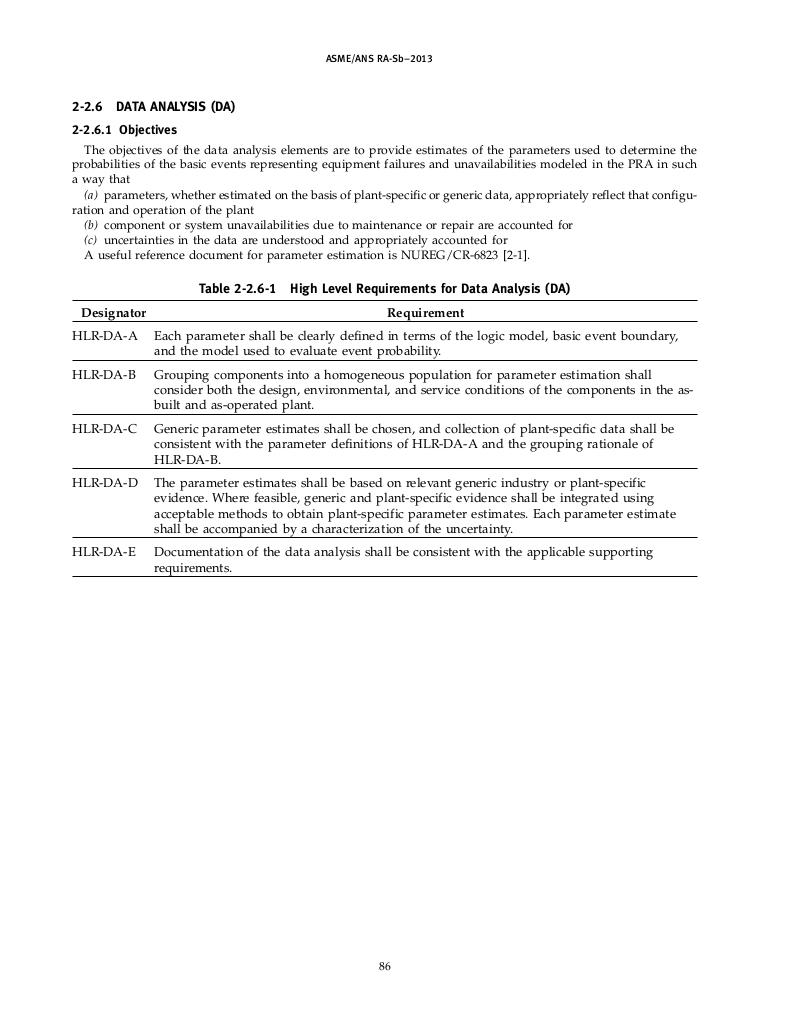 ASME/ANS RA-Sb–2013
2-2.6 DATA ANALYSIS (DA)
2-2.6.1 Objectives
The objectives of the data analysis elements are to provide estimates of the parameters used to determine the
probabilities of the basic events representing equipment failures and unavailabilities modeled in the PRA in such
a way that
(a) parameters, whether estimated on the basis of plant-specific or generic data, appropriately reflect that configu-
ration and operation of the plant
(b) component or system unavailabilities due to maintenance or repair are accounted for
(c) uncertainties in the data are understood and appropriately accounted for
A useful reference document for parameter estimation is NUREG/CR-6823 [2-1].
Table 2-2.6-1 High Level Requirements for Data Analysis (DA)
Designator Requirement
HLR-DA-A Each parameter shall be clearly defined in terms of the logic model, basic event boundary,
and the model used to evaluate event probability.
HLR-DA-B Grouping components into a homogeneous population for parameter estimation shall
consider both the design, environmental, and service conditions of the components in the as-
built and as-operated plant.
HLR-DA-C Generic parameter estimates shall be chosen, and collection of plant-specific data shall be
consistent with the parameter definitions of HLR-DA-A and the grouping rationale of
HLR-DA-B.
HLR-DA-D The parameter estimates shall be based on relevant generic industry or plant-specific
evidence. Where feasible, generic and plant-specific evidence shall be integrated using
acceptable methods to obtain plant-specific parameter estimates. Each parameter estimate
shall be accompanied by a characterization of the uncertainty.
HLR-DA-E Documentation of the data analysis shall be consistent with the applicable supporting
requirements.
86